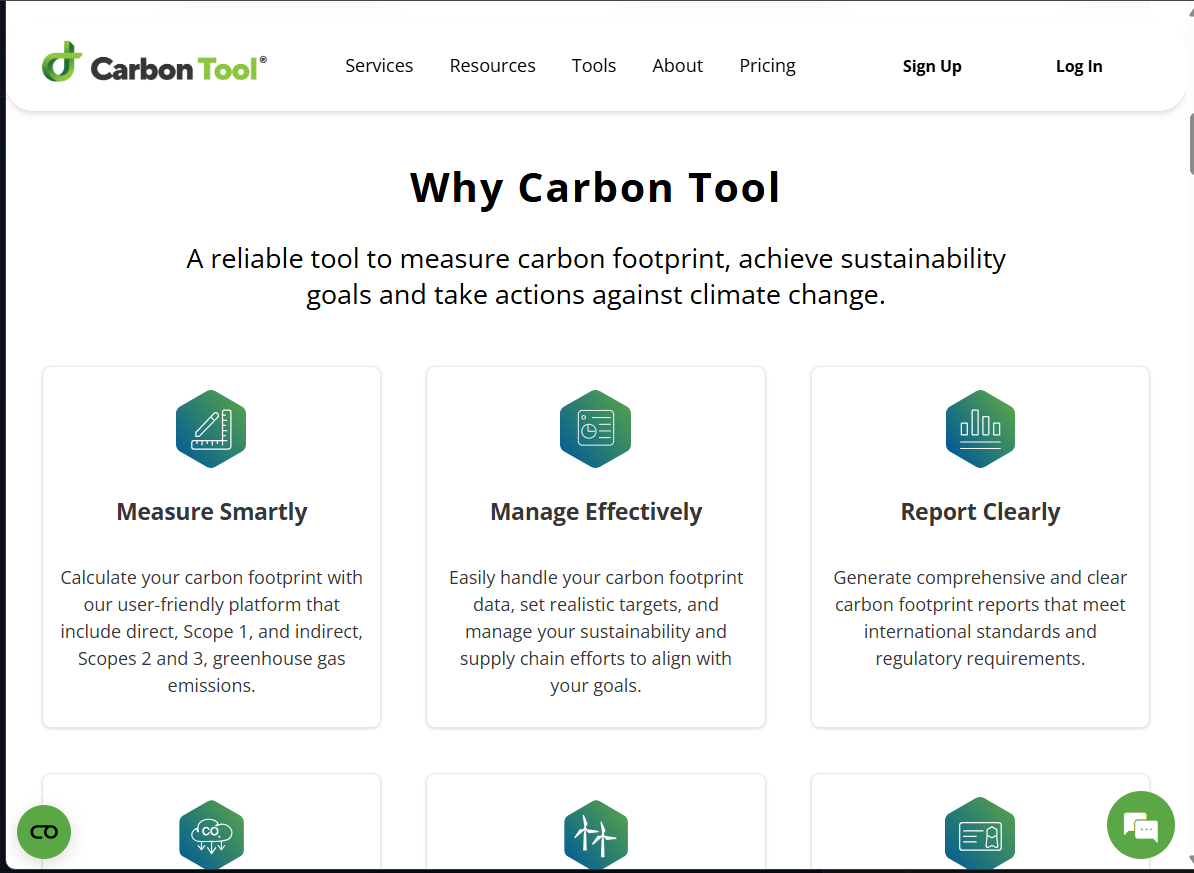 Carbon Tool®
Services Resources Tools About Pricing Sign Up Log In
Why Carbon Tool
A reliable tool to measure carbon footprint, achieve sustainability
goals and take actions against climate change.
Measure Smartly
Calculate your carbon footprint with
our user-friendly platform that
include direct, Scope 1, and indirect,
Scopes 2 and 3, greenhouse gas
emissions.
Manage Effectively
Easily handle your carbon footprint
data, set realistic targets, and
manage your sustainability and
supply chain efforts to align with
your goals.
Report Clearly
Generate comprehensive and clear
carbon footprint reports that meet
international standards and
regulatory requirements.
CO₂